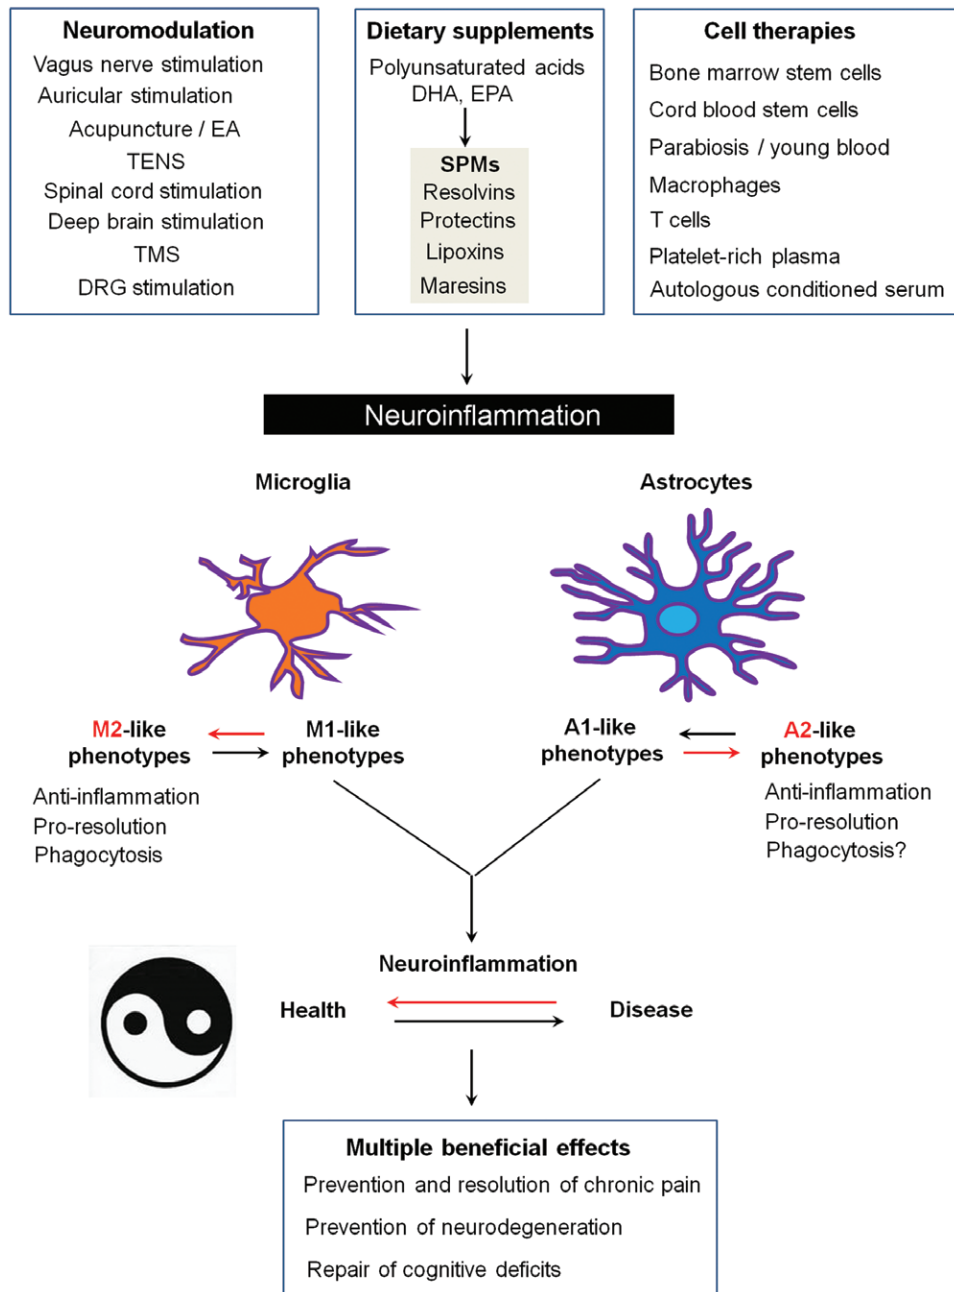 Neuromodulation
Vagus nerve stimulation
Auricular stimulation
Acupuncture / EA
TENS
Spinal cord stimulation
Deep brain stimulation
TMS
DRG stimulation
Dietary supplements
Polyunsaturated acids
DHA, EPA
SPMs
Resolvins
Protectins
Lipoxins
Maresins
Cell therapies
Bone marrow stem cells
Cord blood stem cells
Parabiosis / young blood
Macrophages
T cells
Platelet-rich plasma
Autologous conditioned serum
Neuroinflammation
Microglia
Astrocytes
M2-like
phenotypes
M1-like
phenotypes
A1-like
phenotypes
A2-like
phenotypes
Anti-inflammation
Pro-resolution
Phagocytosis
Anti-inflammation
Pro-resolution
Phagocytosis?
Neuroinflammation
Health
Disease
Multiple beneficial effects
Prevention and resolution of chronic pain
Prevention of neurodegeneration
Repair of cognitive deficits